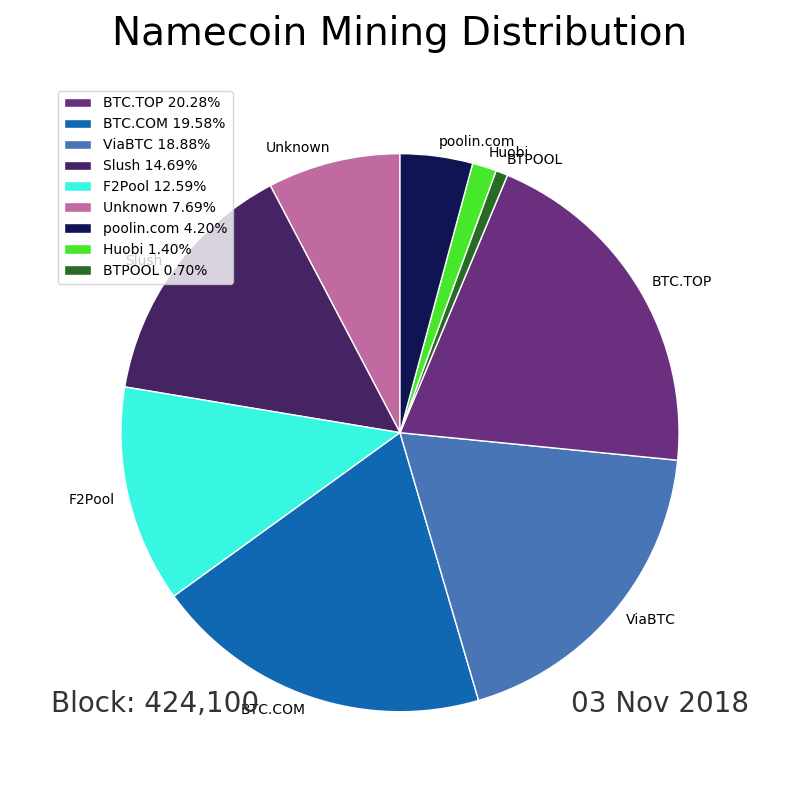 Namecoin Mining Distribution
BTC.TOP 20.28%
BTC.COM 19.58%
ViaBTC 18.88%
Slush 14.69%
F2Pool 12.59%
Unknown 7.69%
poolin.com 4.20%
Huobi 1.40%
BTPOOL 0.70%
Unknown
poolin.com
Huobi
BTPOOL
Slush
BTC.TOP
F2Pool
ViaBTC
BTC.COM
Block: 424,100
03 Nov 2018